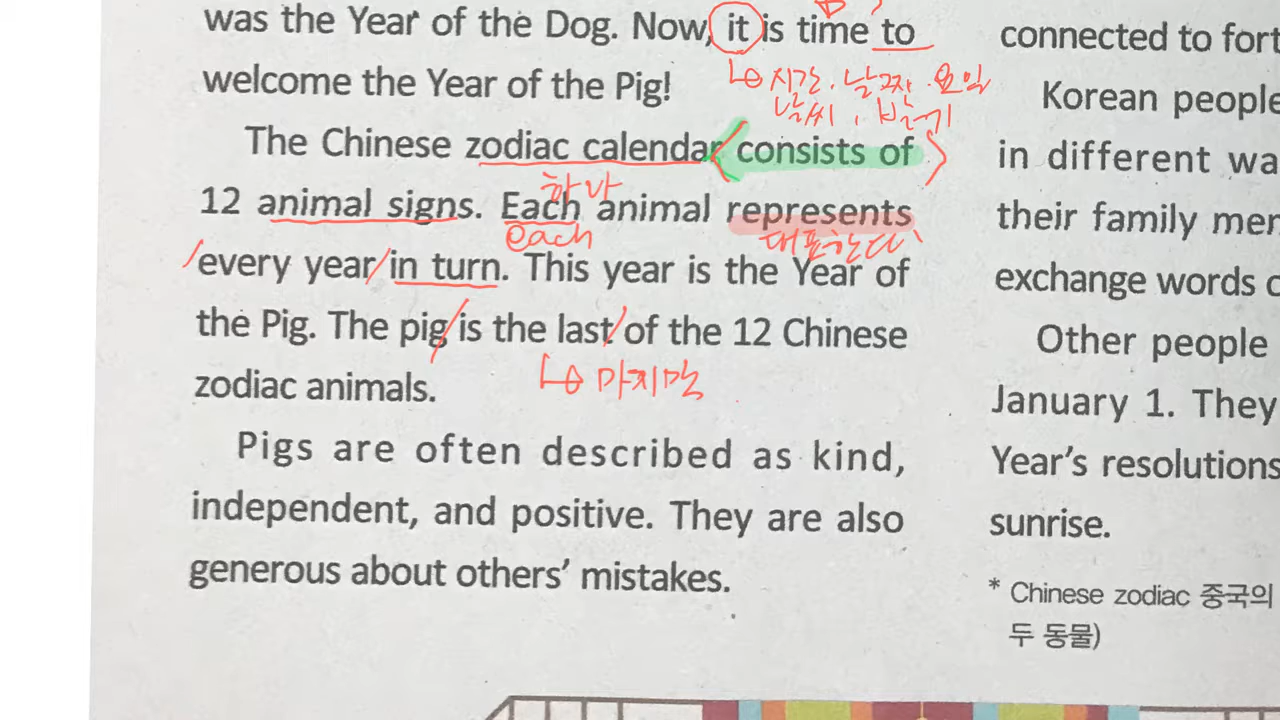 was the Year of the Dog. Now, it is time to
welcome the Year of the Pig!
시간. 날짜. 요일
날씨, 밝기
The Chinese zodiac calendar consists of
하나
12 animal signs. Each animal represents
each
대표한다
every year in turn. This year is the Year of
the Pig. The pig is the last of the 12 Chinese
마지막
zodiac animals.
Pigs are often described as kind,
independent, and positive. They are also
generous about others' mistakes.
connected to fort
Korean people
in different wa
their family mem
exchange words o
Other people
January 1. They
Year's resolutions
sunrise.
* Chinese zodiac 중국의
두 동물)